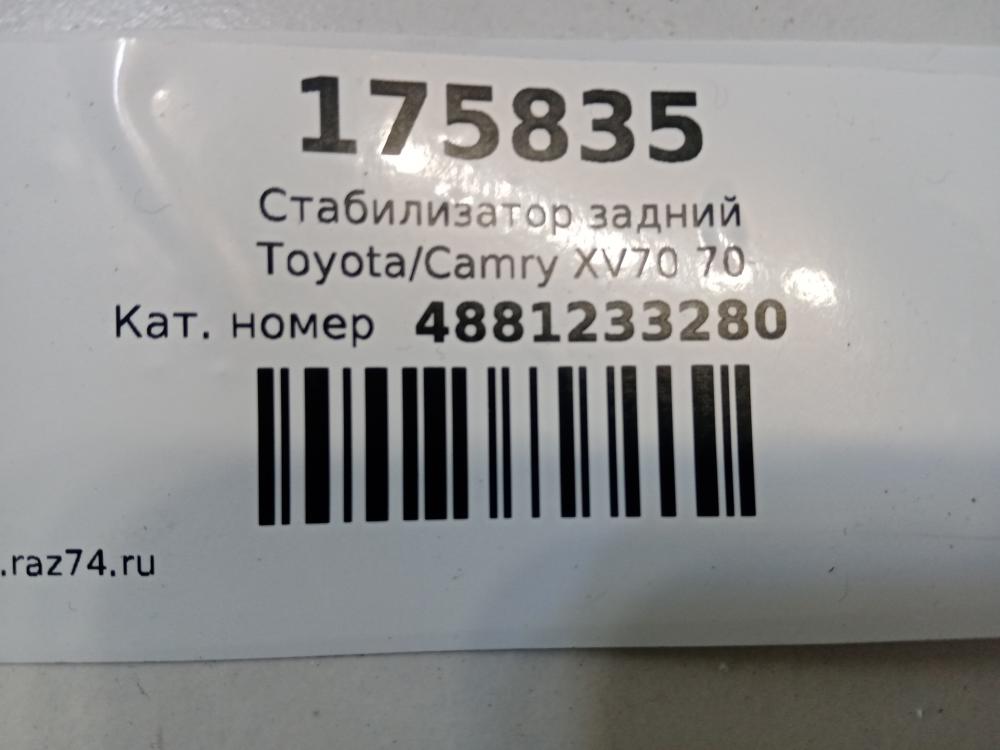 175835
Стабилизатор задний
Toyota/Camry XV70 70-
Кат. номер 4881233280
.raz74.ru